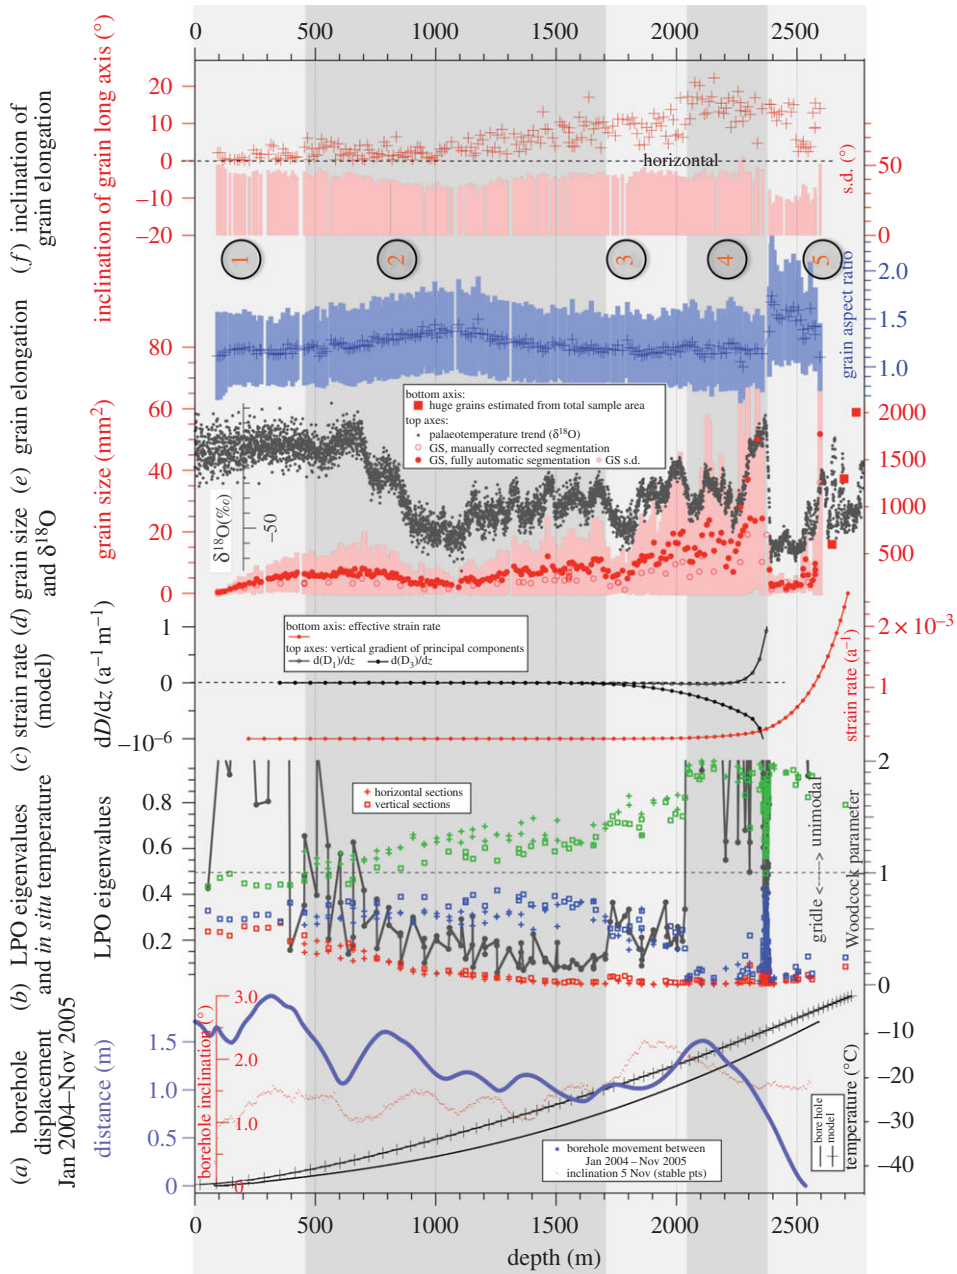 0
500
1000
1500
2000
2500
(f) inclination of
grain elongation
inclination of grain long axis (°)
20
10
0
−10
−20
horizontal
s.d. (°)
50
0
1
2
3
4
5
(e) grain elongation
grain aspect ratio
2.0
1.5
1.0
(d) grain size
and δ18O
grain size (mm2)
80
60
40
20
0
δ18O(‰)
−50
bottom axis:
huge grains estimated from total sample area
top axes:
palaeotemperature trend (δ18O)
GS, manually corrected segmentation
GS, fully automatic segmentation
GS s.d.
2000
1500
1000
500
(c) strain rate
(model)
dD/dz (a−1 m−1)
1
0
−10−6
bottom axis: effective strain rate
top axes: vertical gradient of principal components
d(D1)/dz
d(D3)/dz
strain rate (a−1)
2 × 10−3
1
(b) LPO eigenvalues
and in situ temperature
LPO eigenvalues
0.8
0.6
0.4
0.2
horizontal sections
vertical sections
gridle <-----> unimodal
Woodcock parameter
2
1
0
(a) borehole
displacement
Jan 2004–Nov 2005
distance (m)
1.5
1.0
0.5
0
borehole inclination (°)
3.0
2.0
1.0
0
borehole movement between
Jan 2004 – Nov 2005
inclination 5 Nov (stable pts)
bore hole
model
temperature (°C)
−10
−20
−30
−40
0
500
1000
1500
2000
2500
depth (m)